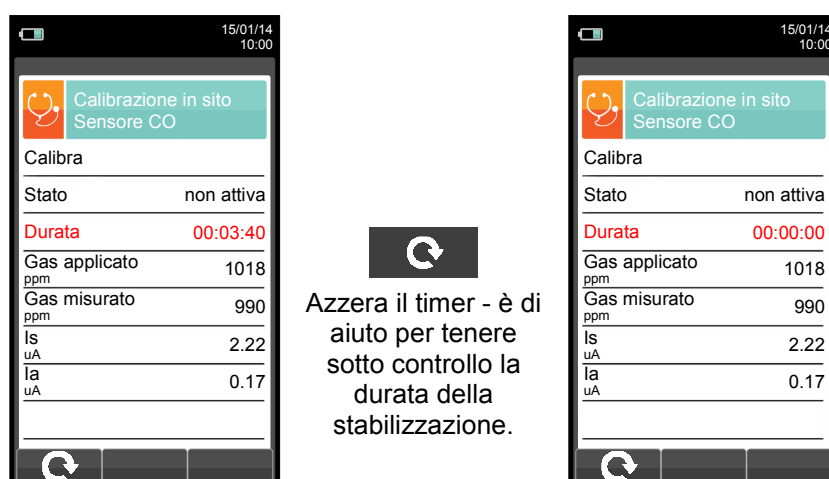 15/01/14
10:00
Calibrazione in sito
Sensore CO
Calibra
Stato non attiva
Durata 00:03:40
Gas applicato 1018
ppm
Gas misurato 990
ppm
Is 2.22
uA
Ia 0.17
uA
Azzera il timer - è di
aiuto per tenere
sotto controllo la
durata della
stabilizzazione.
15/01/14
10:00
Calibrazione in sito
Sensore CO
Calibra
Stato non attiva
Durata 00:00:00
Gas applicato 1018
ppm
Gas misurato 990
ppm
Is 2.22
uA
Ia 0.17
uA